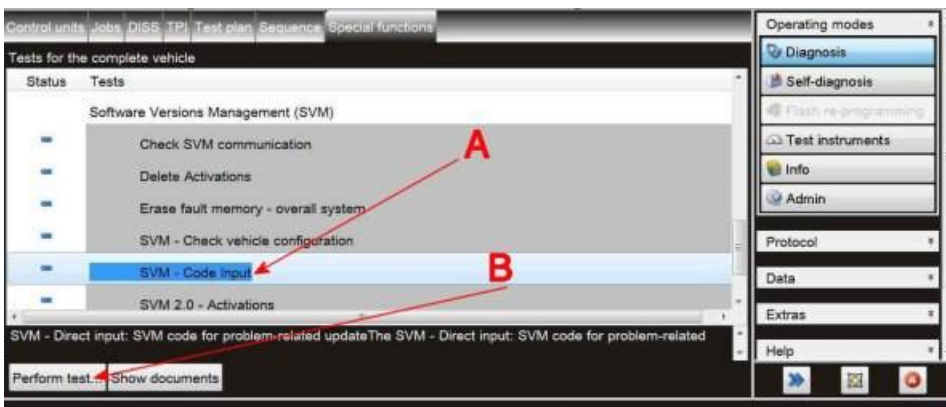 Control units Jobs DISS TPI Test plan Sequence Special functions
Tests for the complete vehicle
Status Tests
Software Versions Management (SVM)
Check SVM communication
Delete Activations
Erase fault memory - overall system
SVM - Check vehicle configuration
SVM - Code Input
SVM 2.0 - Activations
SVM - Direct input: SVM code for problem-related updateThe SVM - Direct input: SVM code for problem-related
Perform test... Show documents
A
B
Operating modes
Diagnosis
Self-diagnosis
Flash re-programming
Test instruments
Info
Admin
Protocol
Data
Extras
Help